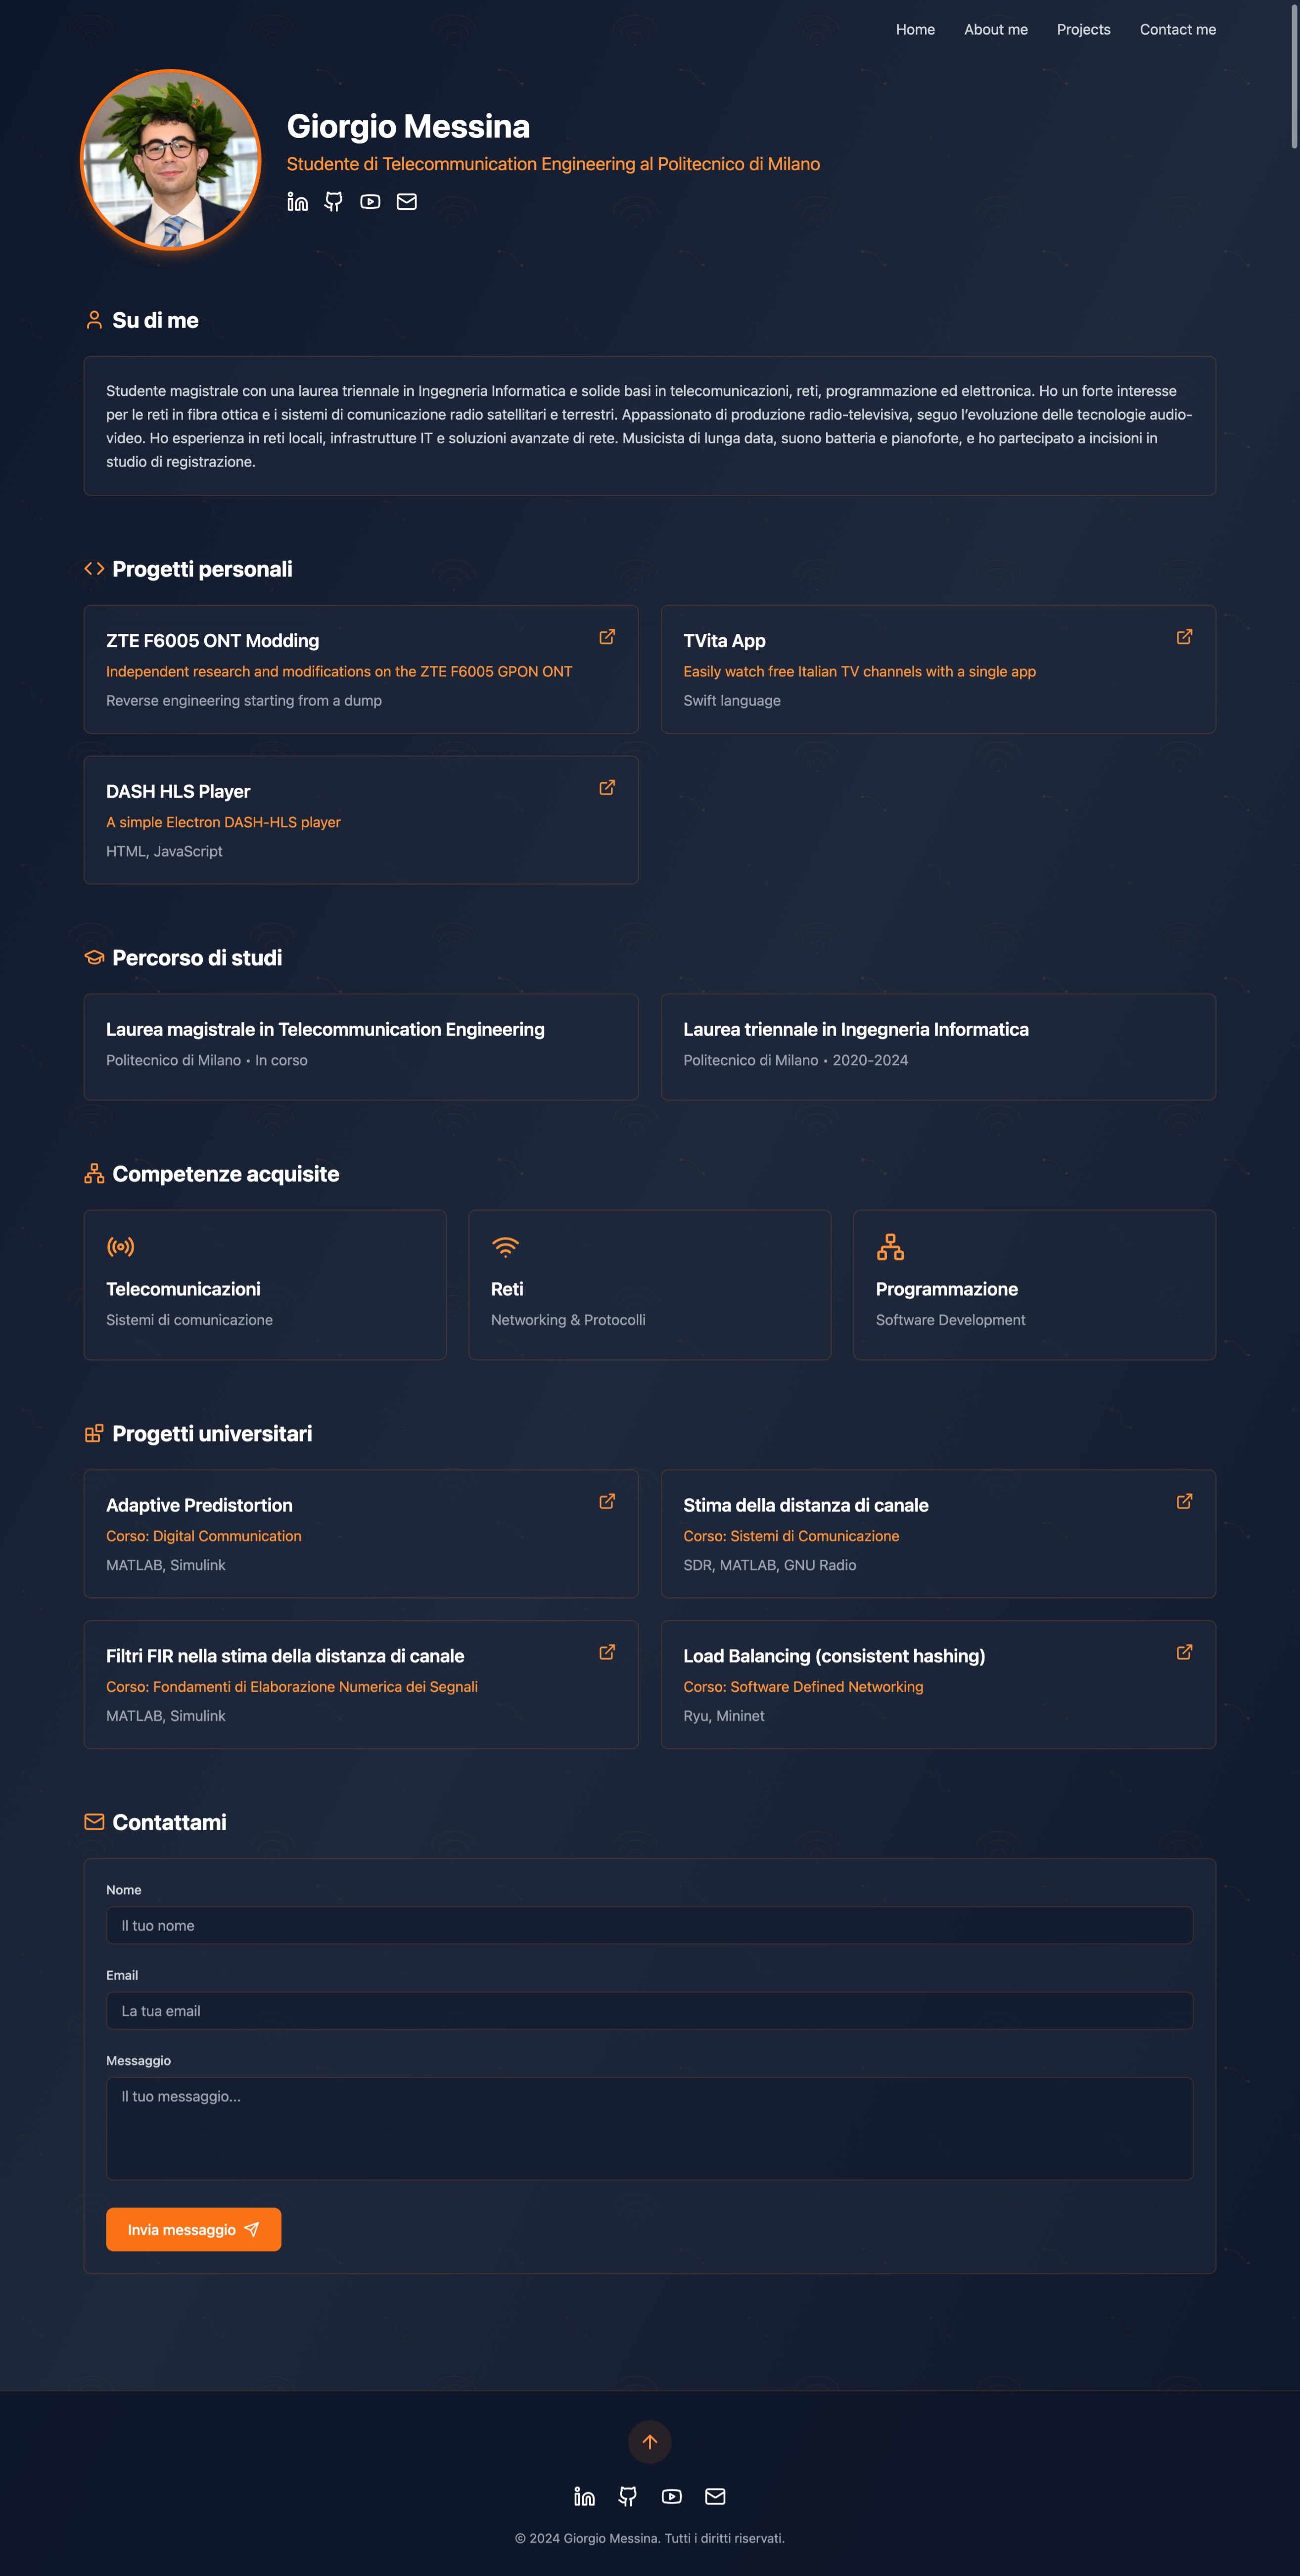 Home About me Projects Contact me
Giorgio Messina
Studente di Telecommunication Engineering al Politecnico di Milano
Su di me
Studente magistrale con una laurea triennale in Ingegneria Informatica e solide basi in telecomunicazioni, reti, programmazione ed elettronica. Ho un forte interesse
per le reti in fibra ottica e i sistemi di comunicazione radio satellitari e terrestri. Appassionato di produzione radio-televisiva, seguo l’evoluzione delle tecnologie audio-
video. Ho esperienza in reti locali, infrastrutture IT e soluzioni avanzate di rete. Musicista di lunga data, suono batteria e pianoforte, e ho partecipato a incisioni in
studio di registrazione.
Progetti personali
ZTE F6005 ONT Modding
Independent research and modifications on the ZTE F6005 GPON ONT
Reverse engineering starting from a dump
TVita App
Easily watch free Italian TV channels with a single app
Swift language
DASH HLS Player
A simple Electron DASH-HLS player
HTML, JavaScript
Percorso di studi
Laurea magistrale in Telecommunication Engineering
Politecnico di Milano • In corso
Laurea triennale in Ingegneria Informatica
Politecnico di Milano • 2020-2024
Competenze acquisite
Telecomunicazioni
Sistemi di comunicazione
Reti
Networking & Protocolli
Programmazione
Software Development
Progetti universitari
Adaptive Predistortion
Corso: Digital Communication
MATLAB, Simulink
Stima della distanza di canale
Corso: Sistemi di Comunicazione
SDR, MATLAB, GNU Radio
Filtri FIR nella stima della distanza di canale
Corso: Fondamenti di Elaborazione Numerica dei Segnali
MATLAB, Simulink
Load Balancing (consistent hashing)
Corso: Software Defined Networking
Ryu, Mininet
Contattami
Nome
Il tuo nome
Email
La tua email
Messaggio
Il tuo messaggio...
Invia messaggio
© 2024 Giorgio Messina. Tutti i diritti riservati.